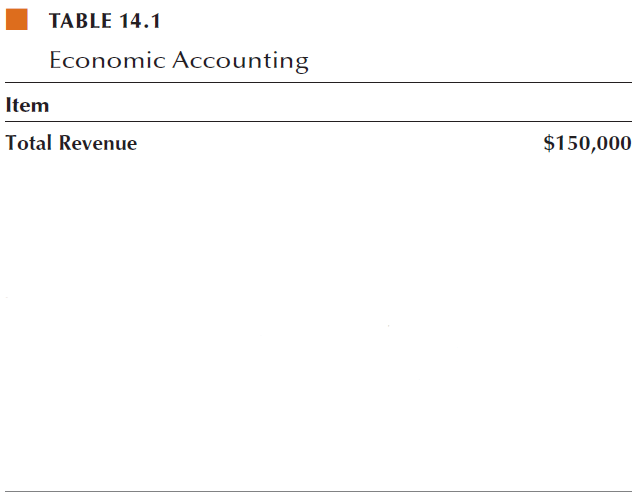 TABLE 14.1
Economic Accounting
Item
Total Revenue $150,000